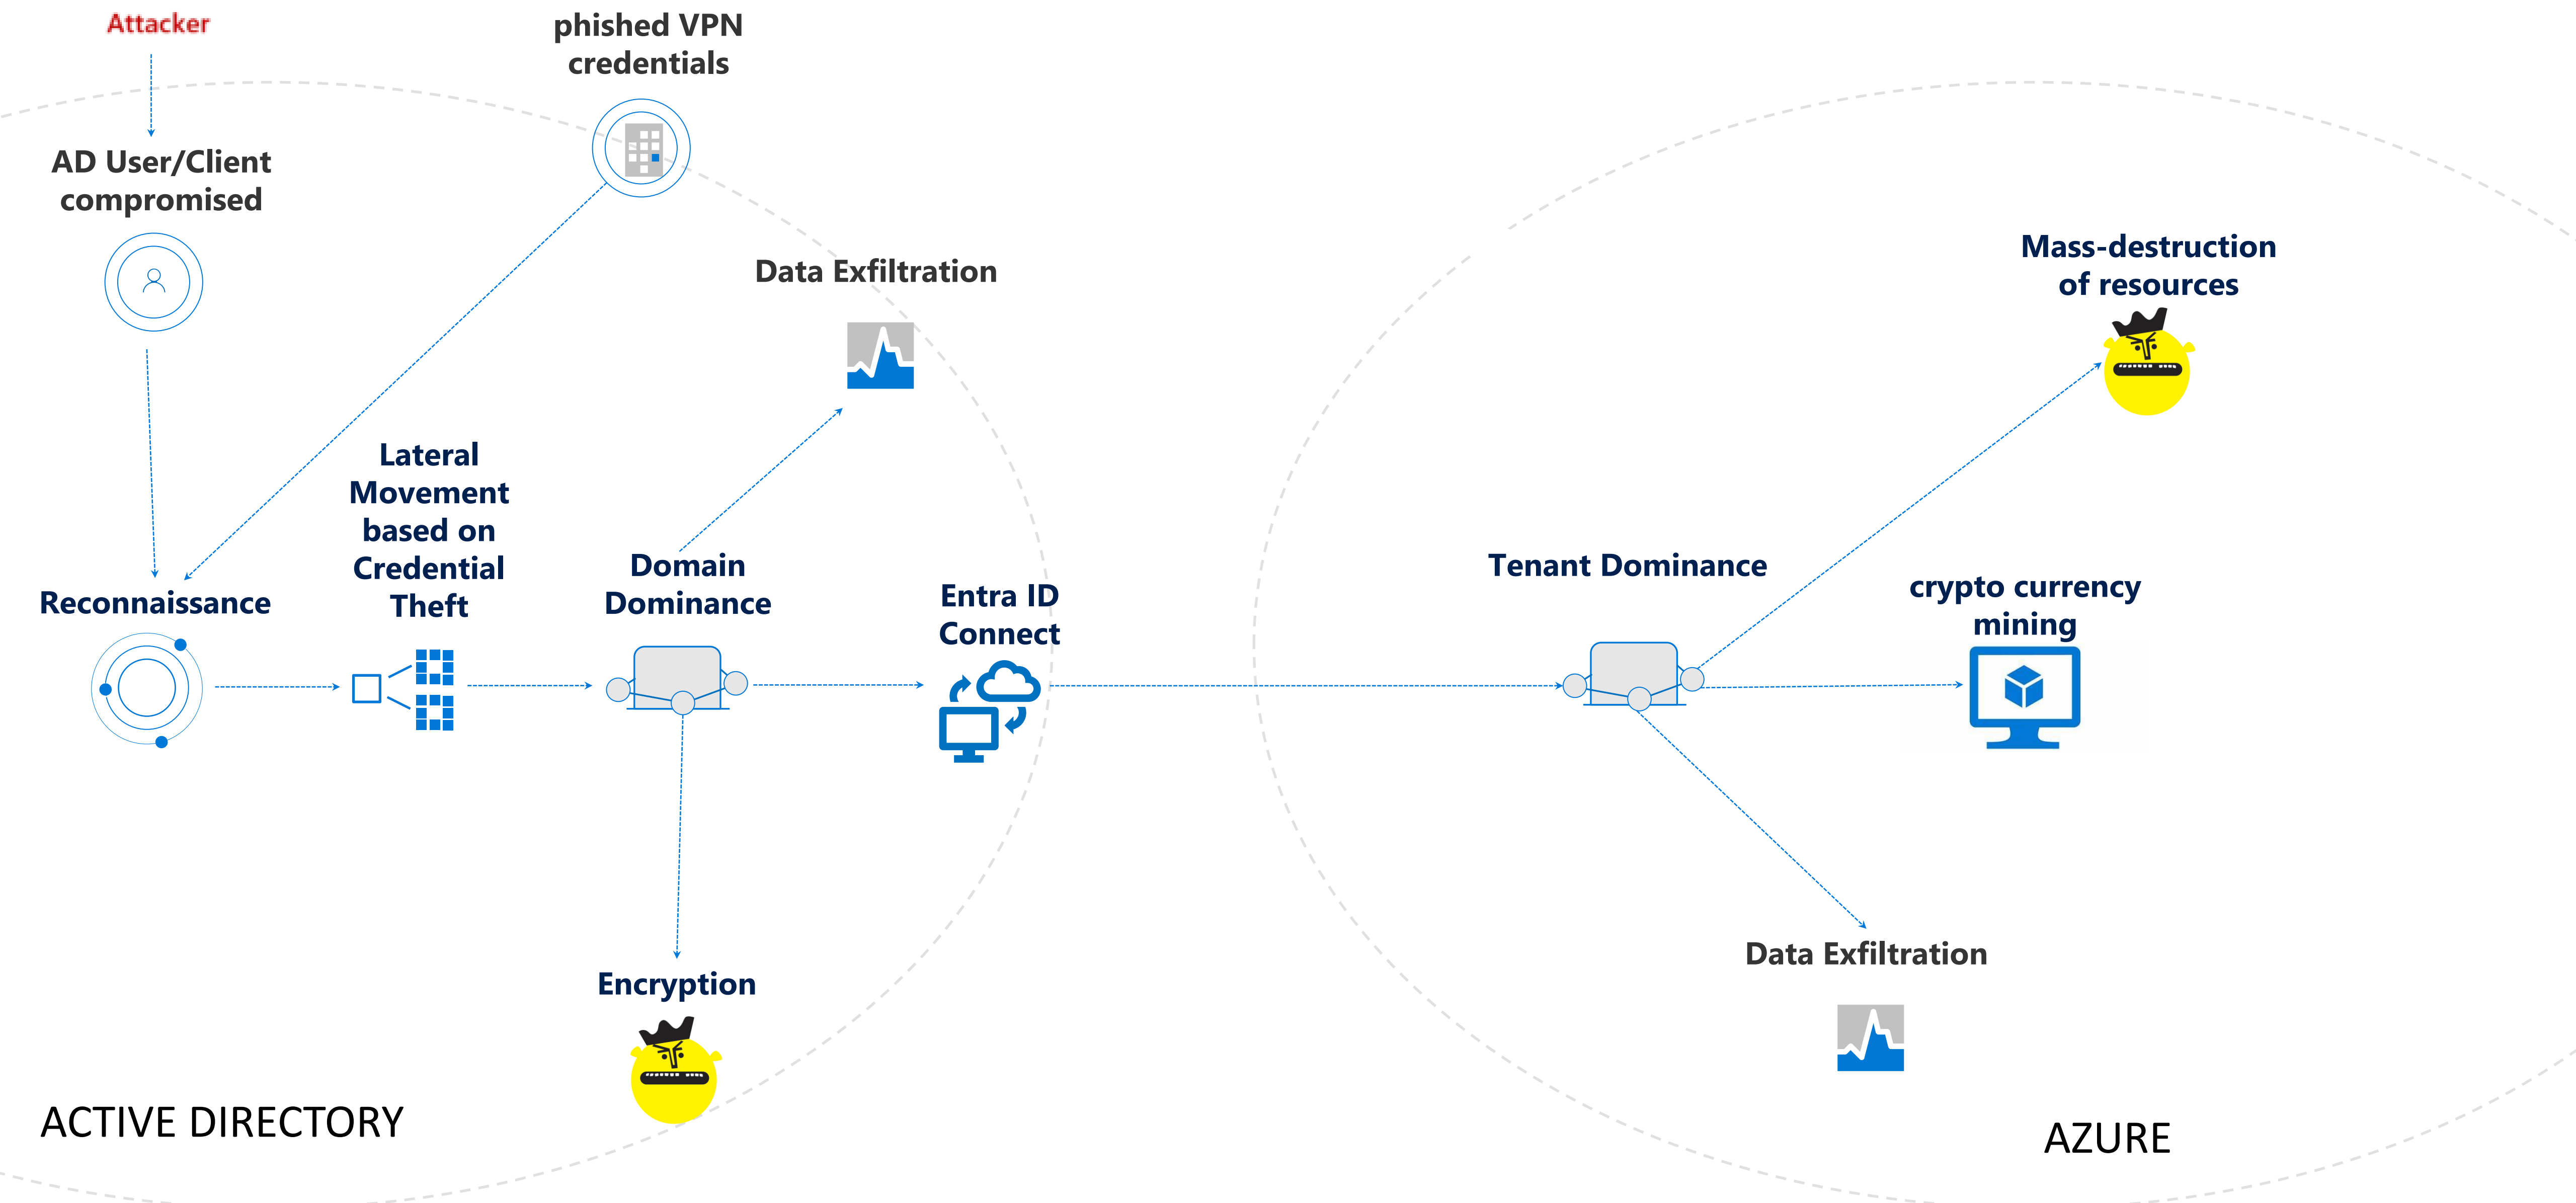 Attacker
phished VPN
credentials
AD User/Client
compromised
Data Exfiltration
Mass-destruction
of resources
Lateral
Movement
based on
Credential
Theft
Reconnaissance
Domain
Dominance
Entra ID
Connect
Tenant Dominance
crypto currency
mining
Data Exfiltration
Encryption
ACTIVE DIRECTORY
AZURE